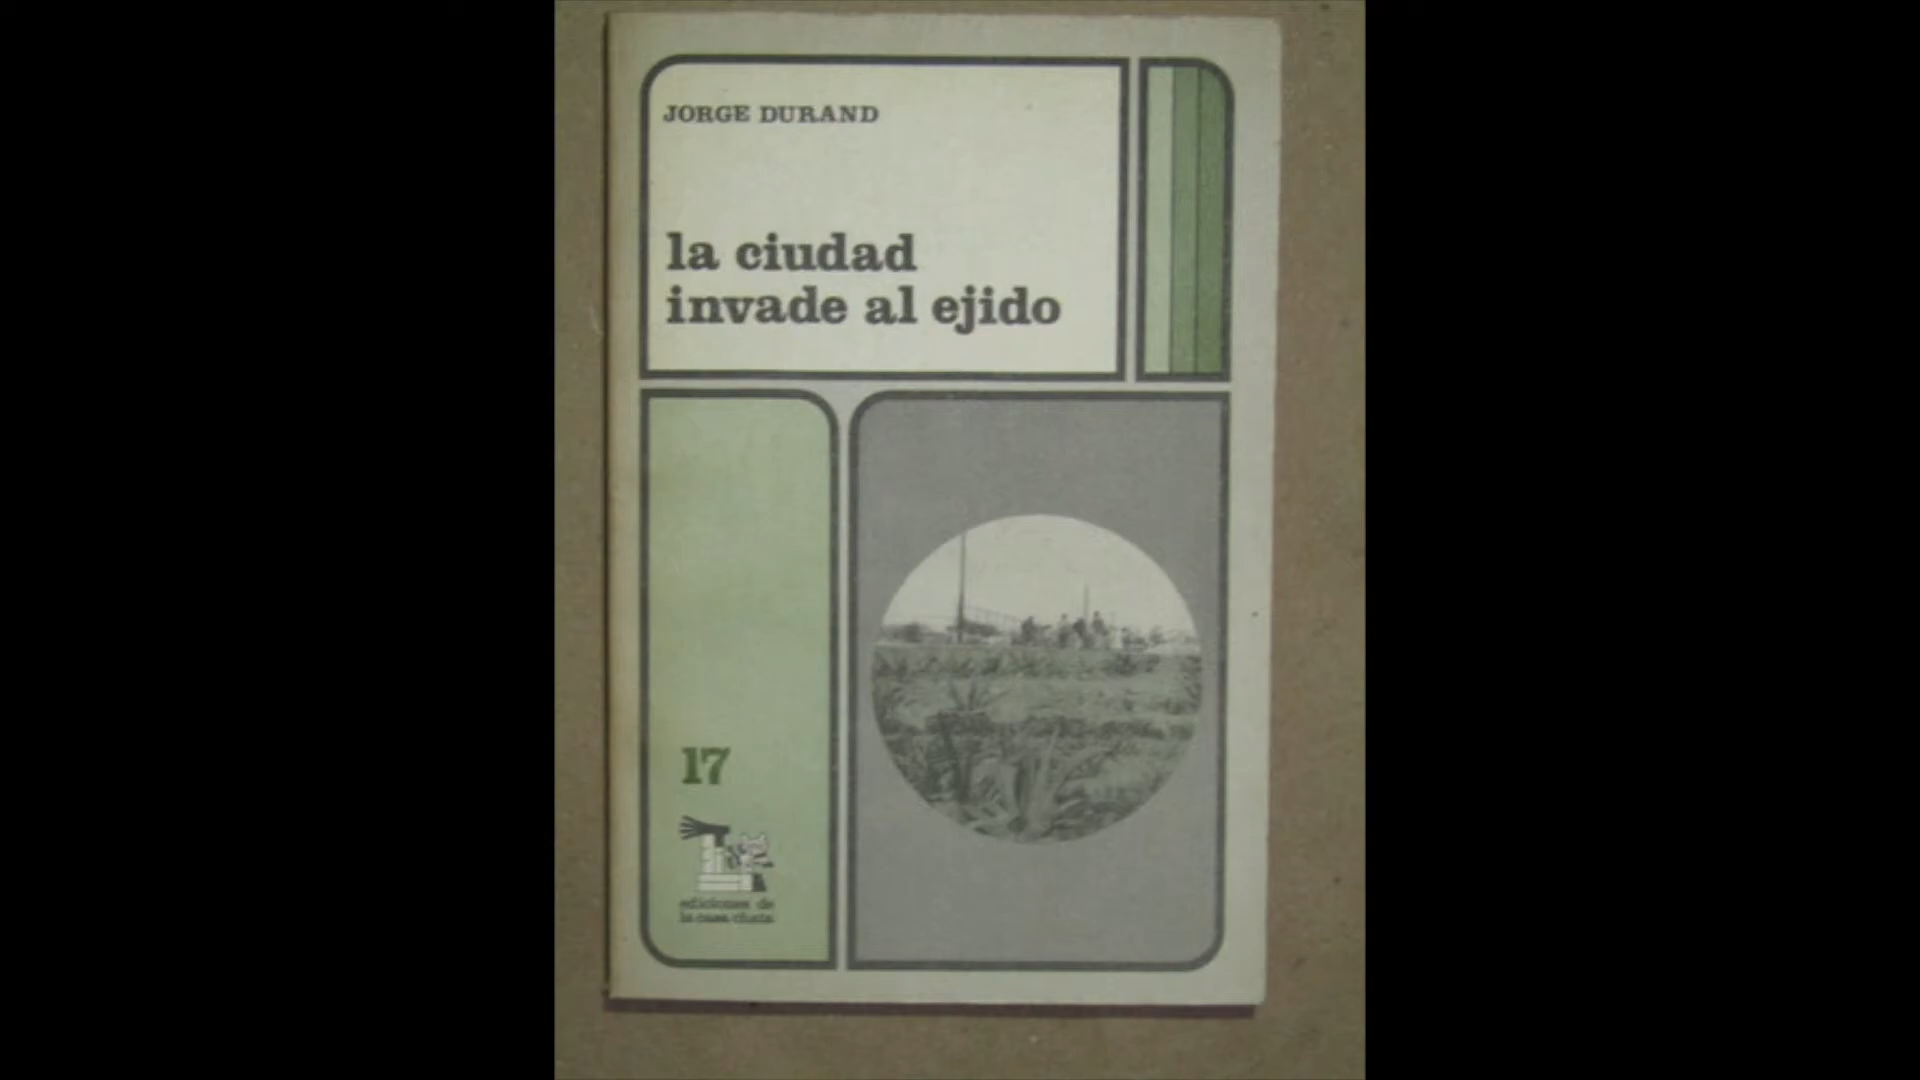 JORGE DURAND
la ciudad
invade al ejido
17
ediciones de
la casa chata